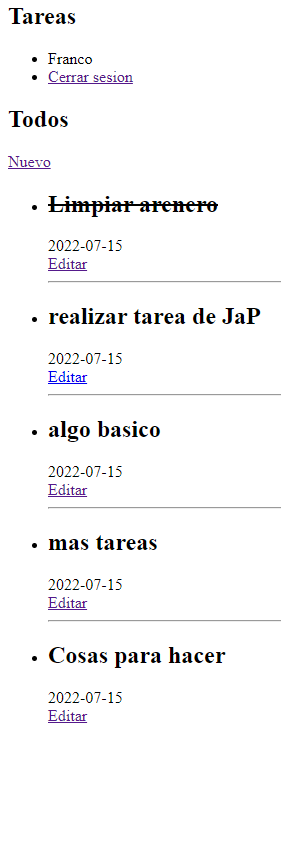 Tareas
Franco
Cerrar sesion
Todos
Nuevo
Limpiar arenero
2022-07-15
Editar
realizar tarea de JaP
2022-07-15
Editar
algo basico
2022-07-15
Editar
mas tareas
2022-07-15
Editar
Cosas para hacer
2022-07-15
Editar